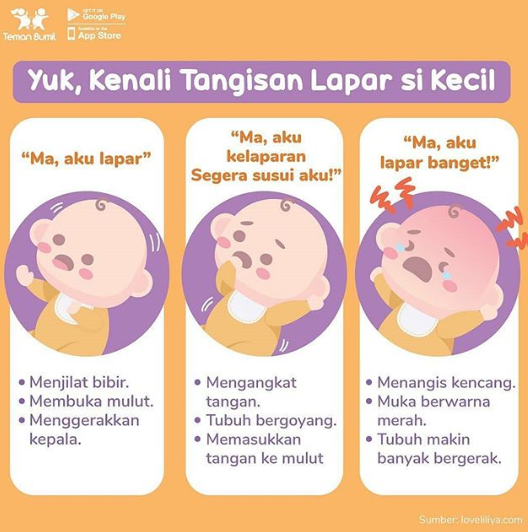 Teman Bumil
GET IT ON
Google Play
Available on the
App Store
Yuk, Kenali Tangisan Lapar si Kecil
“Ma, aku lapar”
• Menjilat bibir.
• Membuka mulut.
• Menggerakkan
kepala.
“Ma, aku
kelaparan
Segera susui aku!”
• Mengangkat
tangan.
• Tubuh bergoyang.
• Memasukkan
tangan ke mulut
“Ma, aku
lapar banget!”
• Menangis kencang.
• Muka berwarna
merah.
• Tubuh makin
banyak bergerak.
Sumber: loveliliya.com